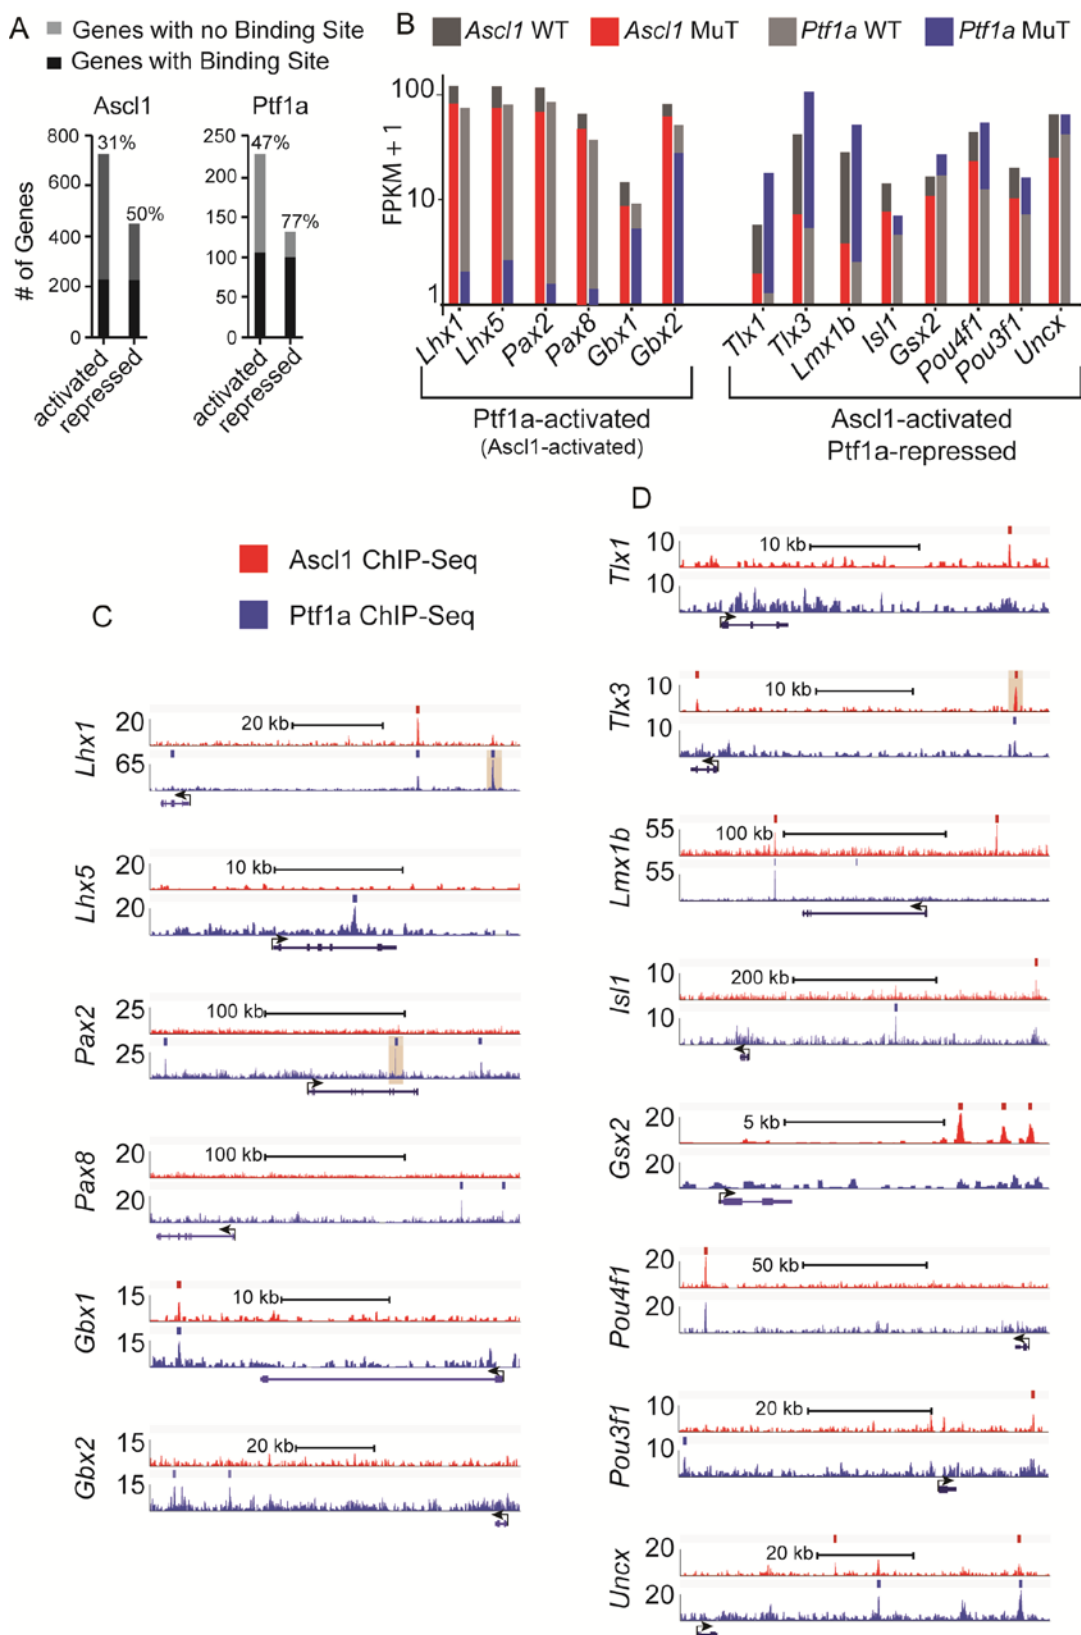 A
Genes with no Binding Site
Genes with Binding Site
Ascl1
Ptf1a
# of Genes
800
600
400
200
0
31%
50%
activated
repressed
250
200
150
100
50
0
47%
77%
activated
repressed
B
Ascl1 WT
Ascl1 MuT
Ptf1a WT
Ptf1a MuT
FPKM + 1
100
10
1
Lhx1
Lhx5
Pax2
Pax8
Gbx1
Gbx2
Tlx1
Tlx3
Lmx1b
Isl1
Gsx2
Pou4f1
Pou3f1
Uncx
Ptf1a-activated
(Ascl1-activated)
Ascl1-activated
Ptf1a-repressed
Ascl1 ChIP-Seq
Ptf1a ChIP-Seq
C
Lhx1
20
20 kb
65
Lhx5
20
10 kb
20
Pax2
25
100 kb
25
Pax8
20
100 kb
20
Gbx1
15
10 kb
15
Gbx2
15
20 kb
15
D
Tlx1
10
10 kb
10
Tlx3
10
10 kb
10
Lmx1b
55
100 kb
55
Isl1
10
200 kb
10
Gsx2
20
5 kb
20
Pou4f1
20
50 kb
20
Pou3f1
10
20 kb
10
Uncx
20
20 kb
20